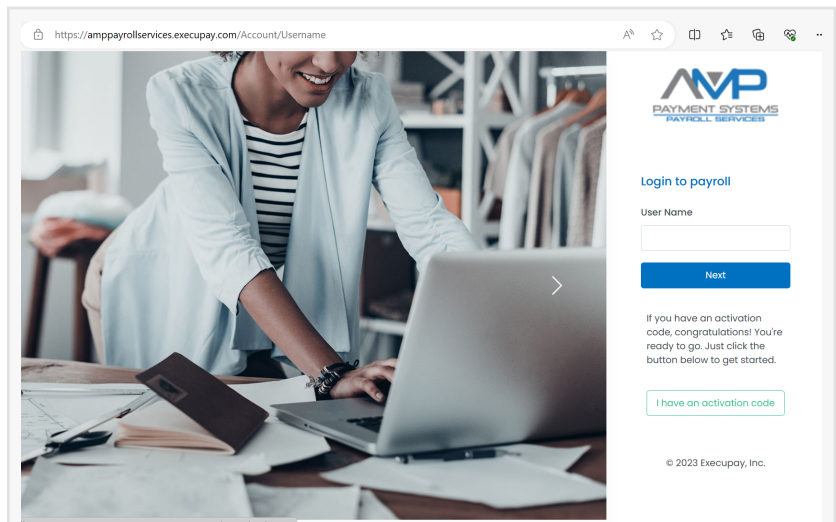 https://amppayrollservices.execupay.com/Account/Username
AMP
PAYMENT SYSTEMS
PAYROLL SERVICES
Login to payroll
User Name
Next
If you have an activation
code, congratulations! You're
ready to go. Just click the
button below to get started.
I have an activation code
© 2023 Execupay, Inc.